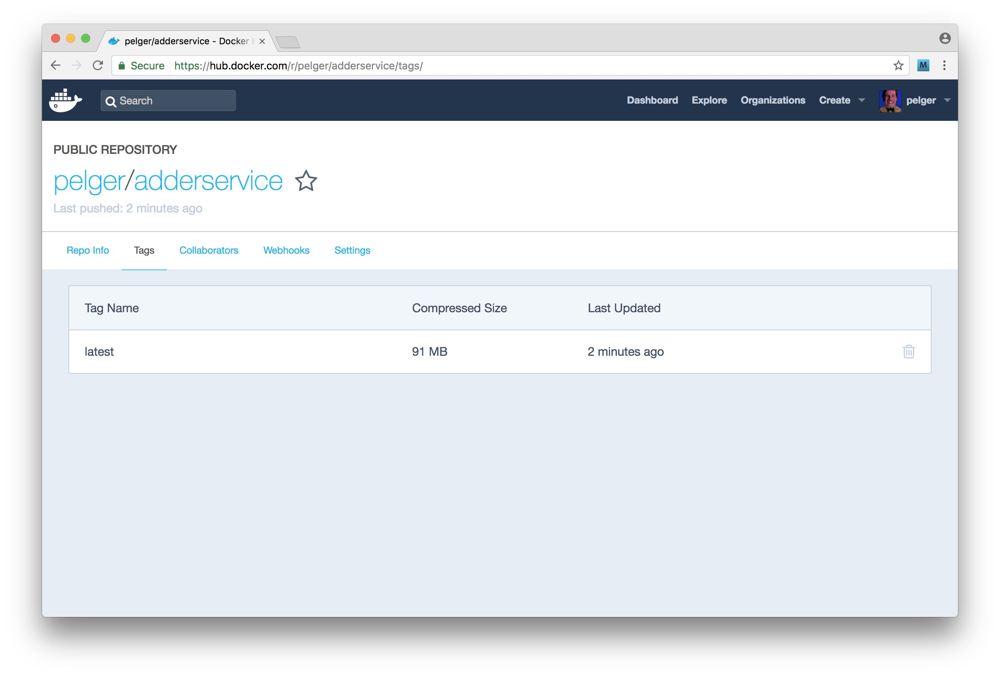 pelger/adderservice - Docker
Secure https://hub.docker.com/r/pelger/adderservice/tags/
M
Search Dashboard Explore Organizations Create pelger
PUBLIC REPOSITORY
pelger/adderservice
Last pushed: 2 minutes ago
Repo Info Tags Collaborators Webhooks Settings
Tag Name Compressed Size Last Updated
latest 91 MB 2 minutes ago